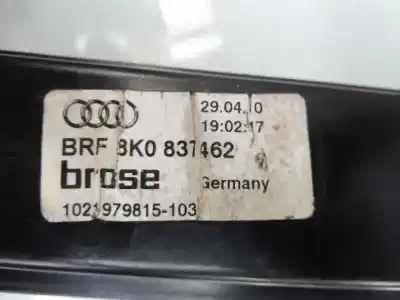 29.04.10
19:02:17
BRF 8K0 837462
brose Germany
1021979815-103